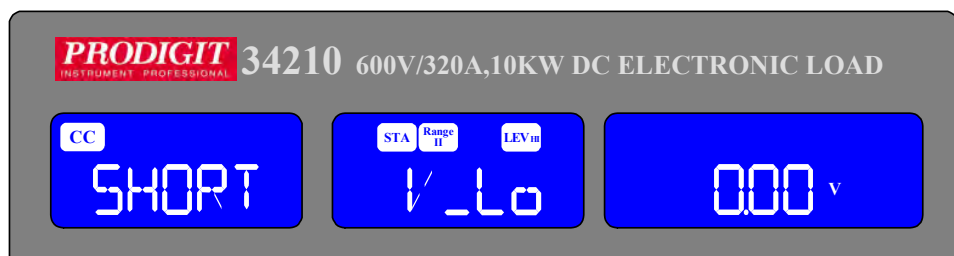 PRODIGIT
INSTRUMENT PROFESSIONAL
34210 600V/320A,10KW DC ELECTRONIC LOAD
CC
SHORT
STA Range II LEV HI
V_Lo
0.00 V